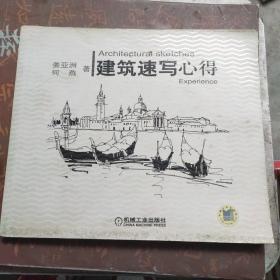 Architectural sketches
姜亚洲
何 燕
著
建筑速写心得
Experience
机械工业出版社
CHINA MACHINE PRESS